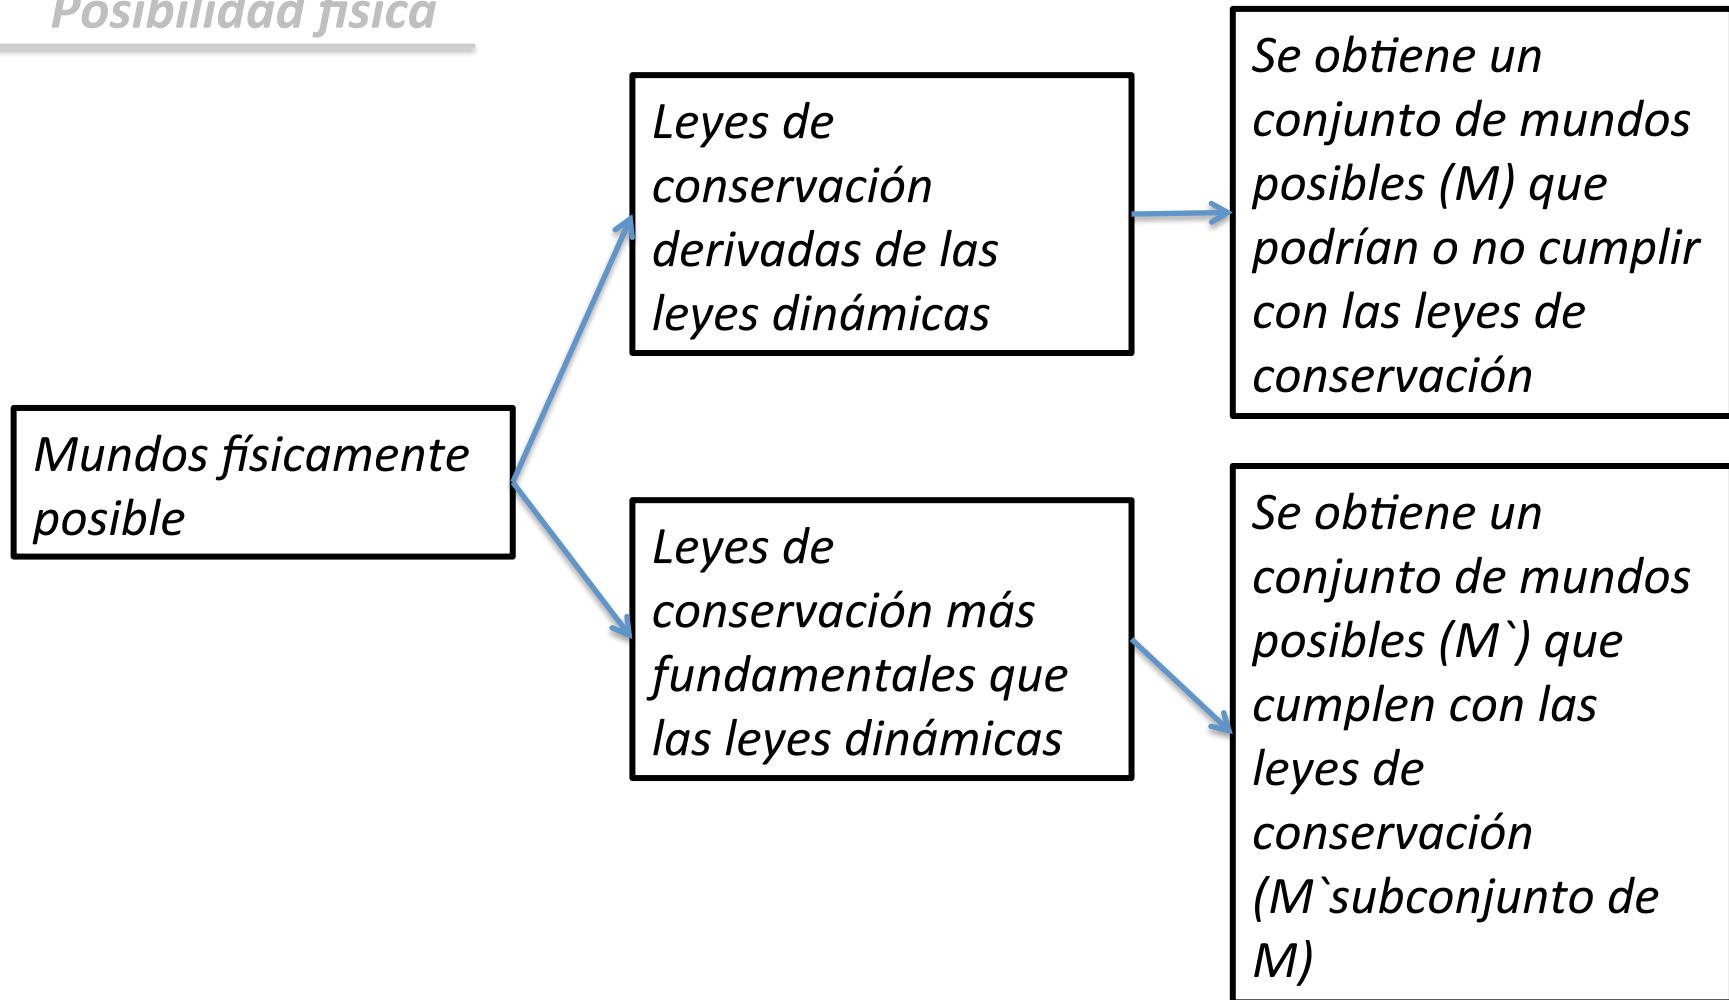 Posibilidad física
Leyes de
conservación
derivadas de las
leyes dinámicas
Se obtiene un
conjunto de mundos
posibles (M) que
podrían o no cumplir
con las leyes de
conservación
Mundos físicamente
posible
Leyes de
conservación más
fundamentales que
las leyes dinámicas
Se obtiene un
conjunto de mundos
posibles (M`) que
cumplen con las
leyes de
conservación
(M`subconjunto de
M)